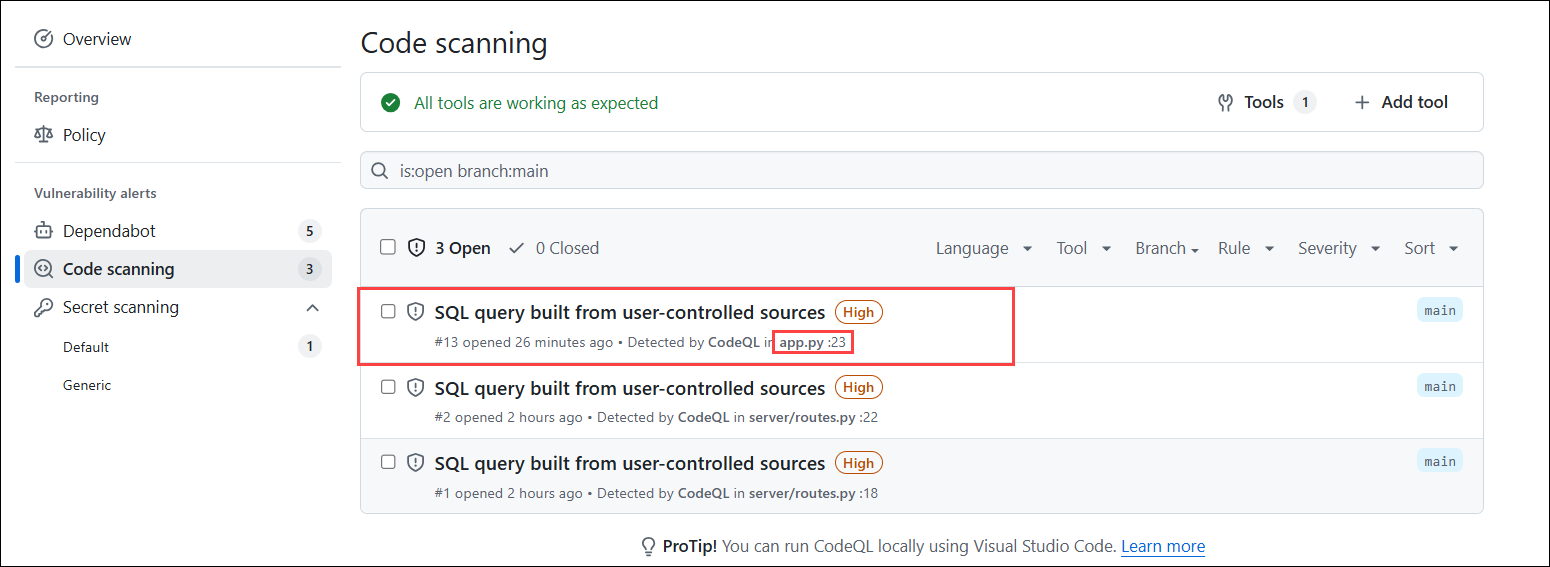 Overview
Reporting
Policy
Vulnerability alerts
Dependabot 5
Code scanning 3
Secret scanning
Default 1
Generic
Code scanning
All tools are working as expected
Tools 1
Add tool
is:open branch:main
3 Open
0 Closed
Language
Tool
Branch
Rule
Severity
Sort
SQL query built from user-controlled sources High main
#13 opened 26 minutes ago • Detected by CodeQL in app.py :23
SQL query built from user-controlled sources High main
#2 opened 2 hours ago • Detected by CodeQL in server/routes.py :22
SQL query built from user-controlled sources High main
#1 opened 2 hours ago • Detected by CodeQL in server/routes.py :18
ProTip! You can run CodeQL locally using Visual Studio Code. Learn more